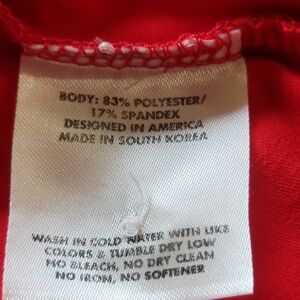 BODY: 83% POLYESTER/
17% SPANDEX
DESIGNED IN AMERICA
MADE IN SOUTH KOREA
WASH IN COLD WATER WITH LIKE
COLORS & TUMBLE DRY LOW
NO BLEACH, NO DRY CLEAN
NO IRON, NO SOFTENER